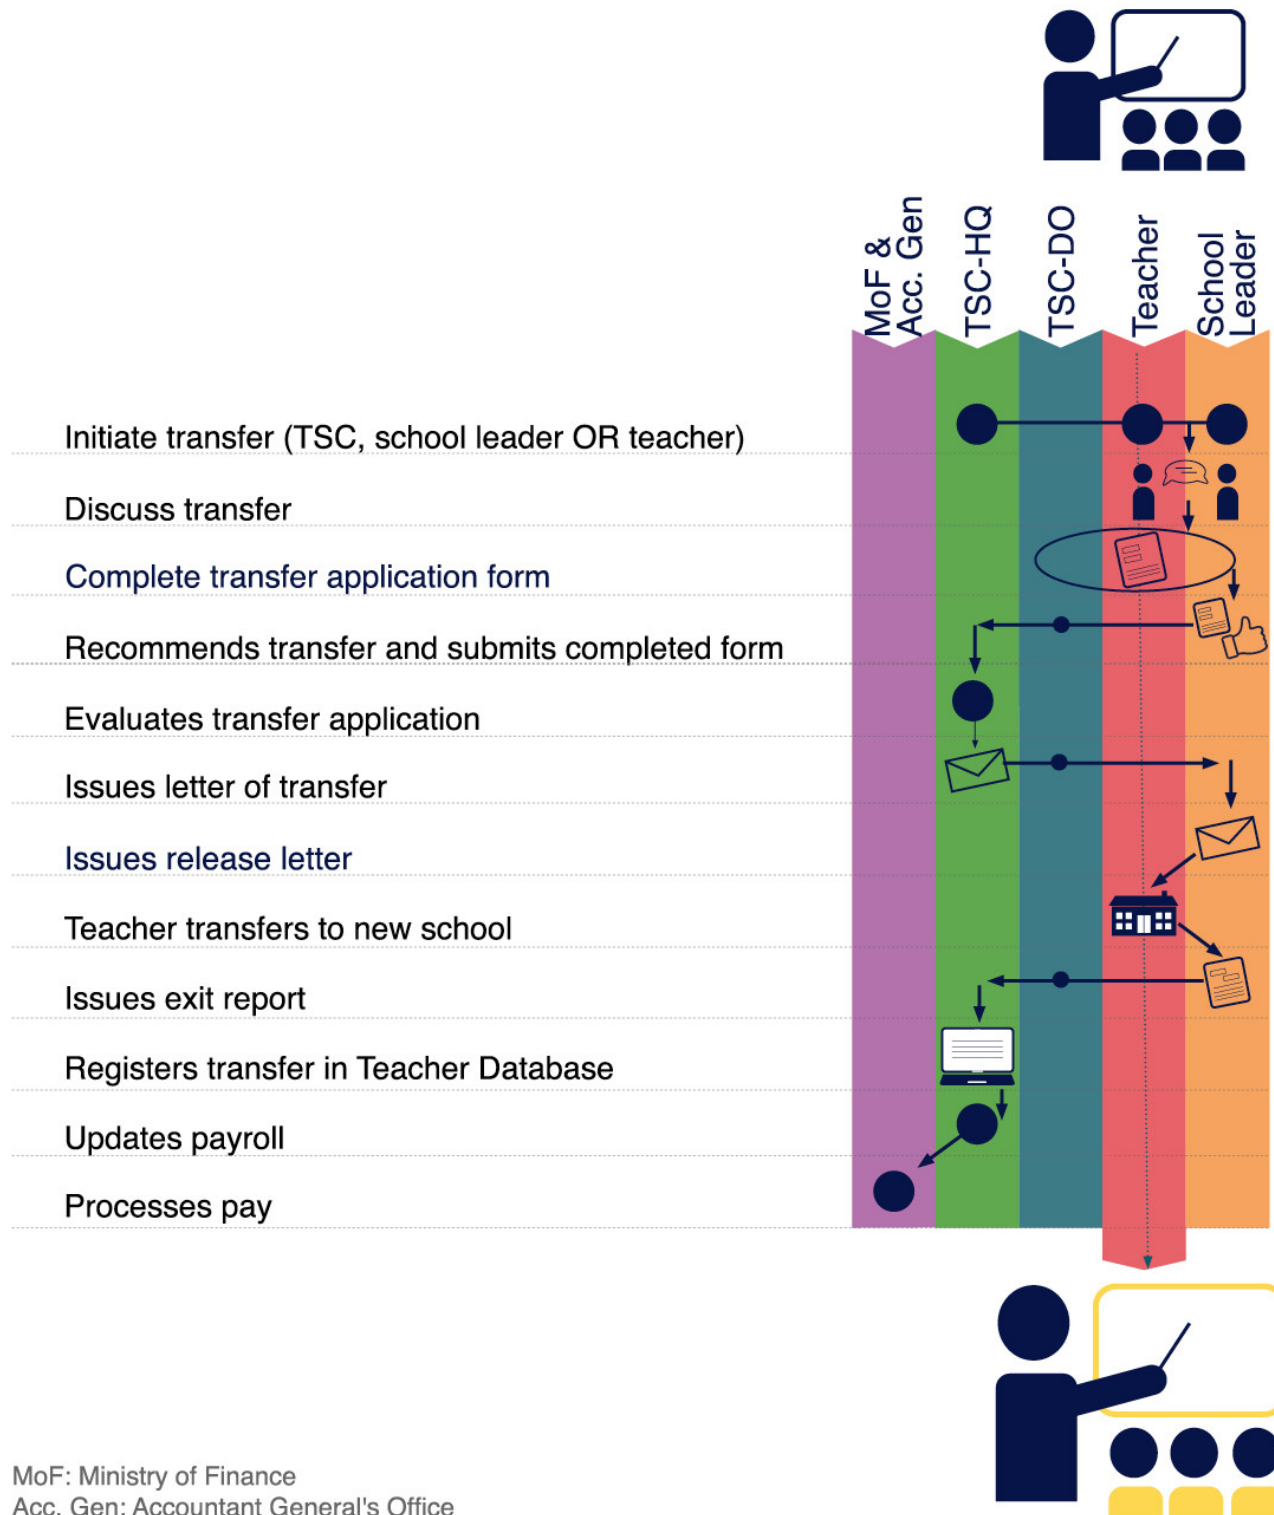 MoF &
Acc. Gen
TSC-HQ
TSC-DO
Teacher
School
Leader
Initiate transfer (TSC, school leader OR teacher)
Discuss transfer
Complete transfer application form
Recommends transfer and submits completed form
Evaluates transfer application
Issues letter of transfer
Issues release letter
Teacher transfers to new school
Issues exit report
Registers transfer in Teacher Database
Updates payroll
Processes pay
MoF: Ministry of Finance
Acc. Gen: Accountant General's Office